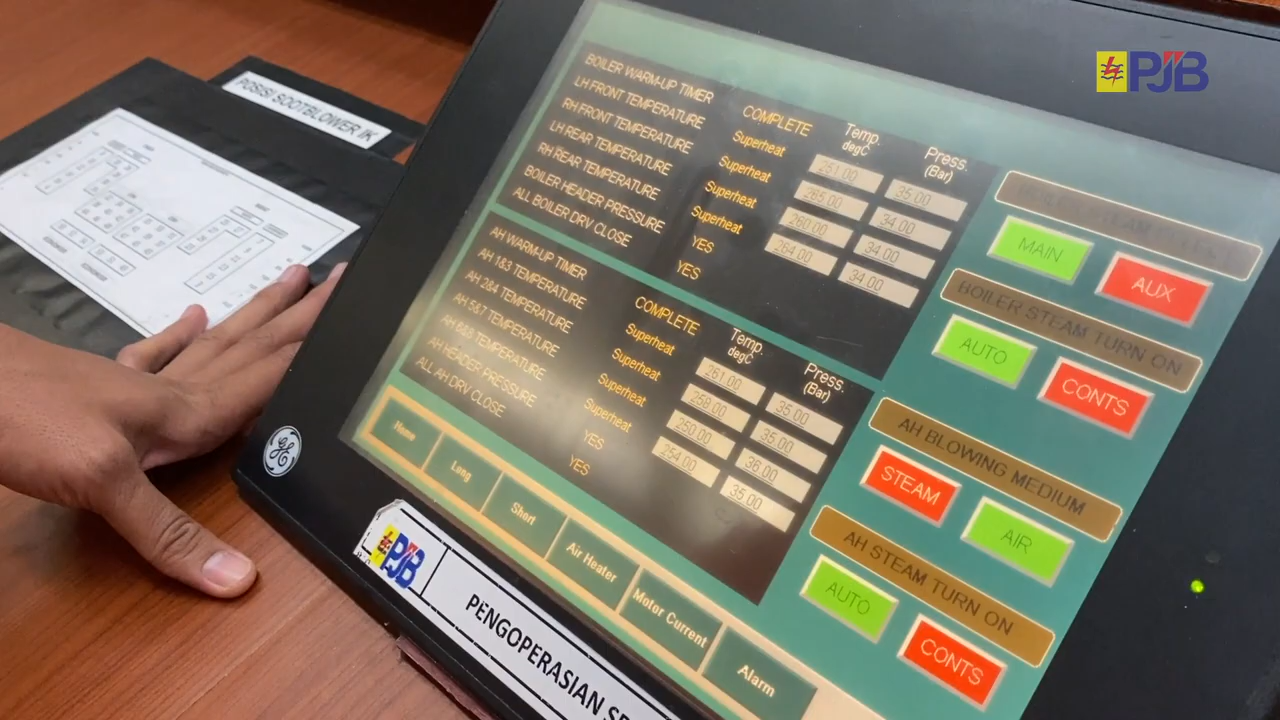 PJB
POSISI SOOTBLOWER IK
BOILER WARM-UP TIMER COMPLETE Temp. degC Press. (Bar)
LH FRONT TEMPERATURE Superheat 261.00 35.00
RH FRONT TEMPERATURE Superheat 265.00 34.00
LH REAR TEMPERATURE Superheat 260.00 34.00
RH REAR TEMPERATURE Superheat 264.00 34.00
BOILER HEADER PRESSURE YES
ALL BOILER DRV CLOSE YES
AH WARM-UP TIMER COMPLETE Temp. degC Press. (Bar)
AH 1&3 TEMPERATURE Superheat 261.00 35.00
AH 2&4 TEMPERATURE Superheat 258.00 35.00
AH 5&7 TEMPERATURE Superheat 250.00 36.00
AH 6&8 TEMPERATURE Superheat 254.00 35.00
AH HEADER PRESSURE YES
ALL AH DRV CLOSE YES
MAIN AUX
BOILER STEAM TURN ON
AUTO CONTS
AH BLOWING MEDIUM
STEAM AIR
AH STEAM TURN ON
AUTO CONTS
Home Long Short Air Heater Motor Current Alarm
GE
PJB
PENGOPERASIAN